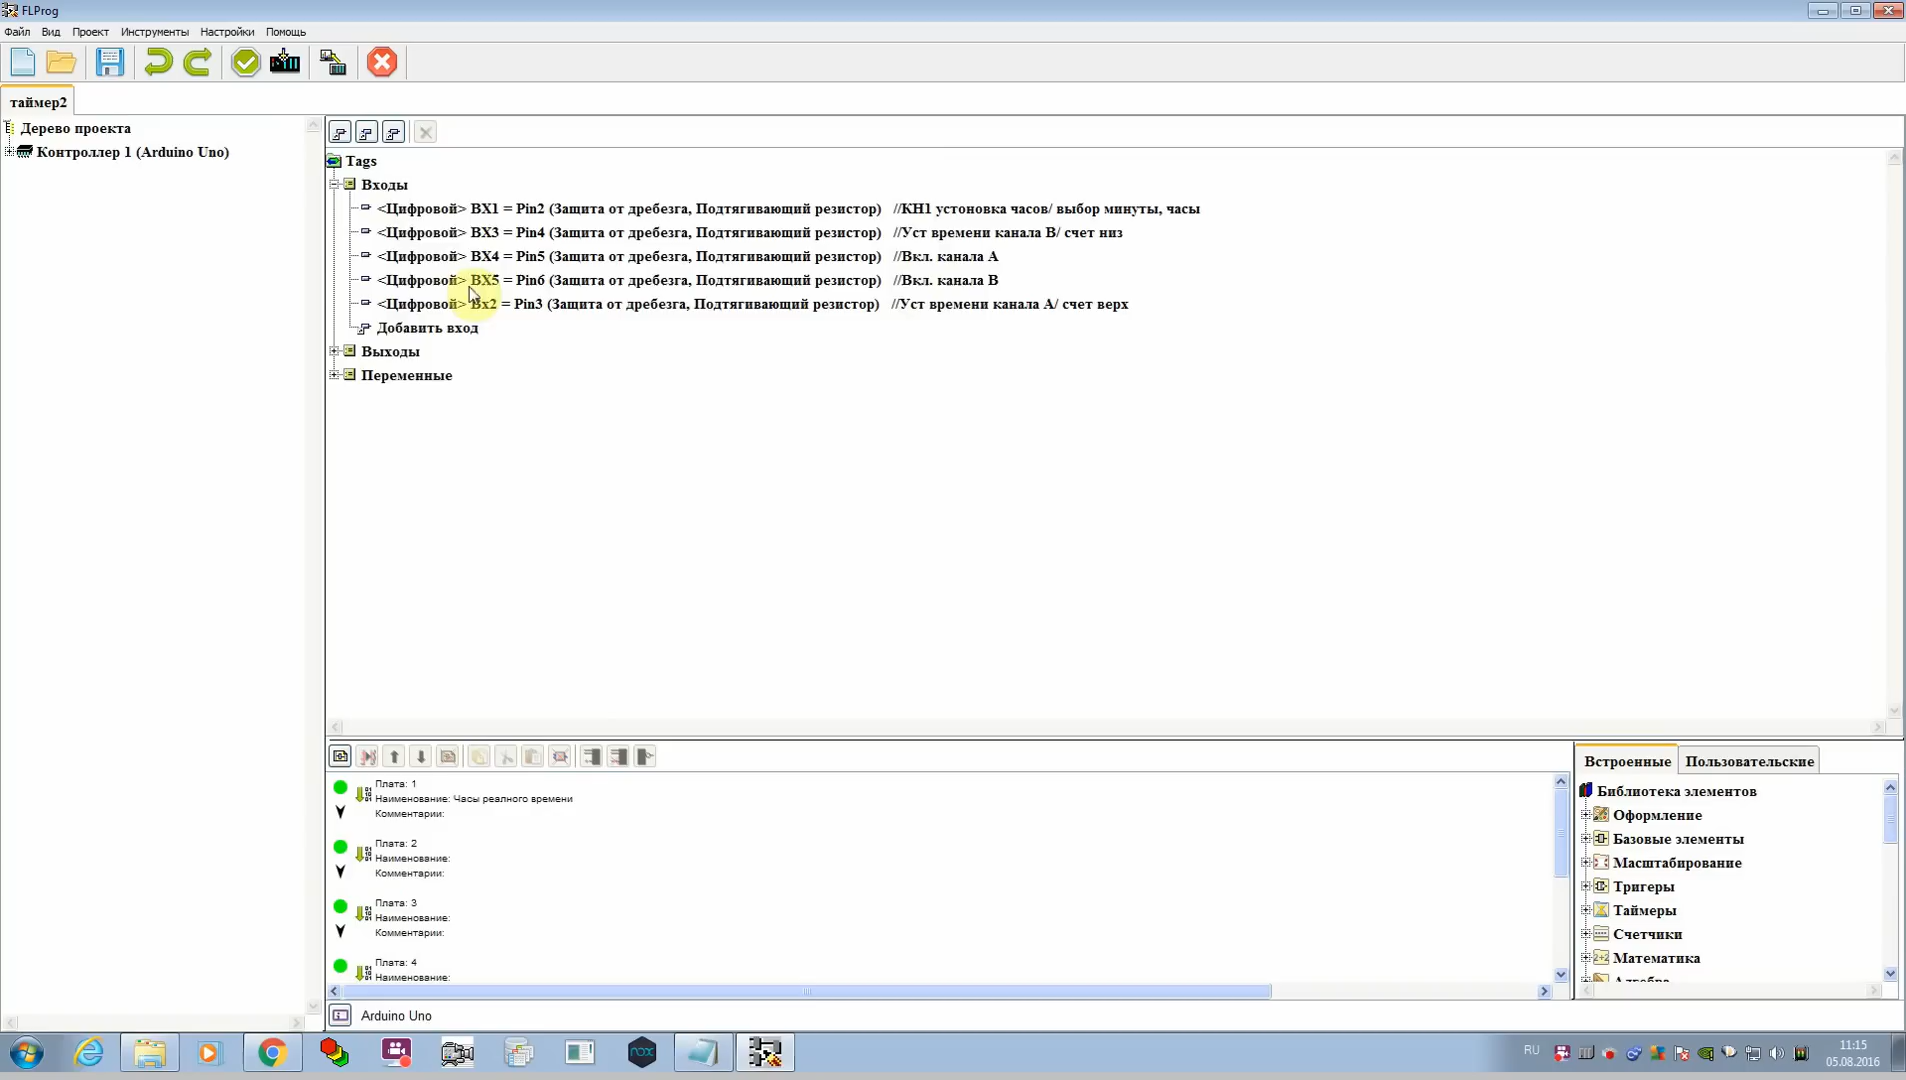 FLProg
Файл Вид Проект Инструменты Настройки Помощь
таймер2
Дерево проекта
Контроллер 1 (Arduino Uno)
Tags
Входы
<Цифровой> ВХ1 = Pin2 (Защита от дребезга, Подтягивающий резистор) //КН1 устоновка часов/ выбор минуты, часы
<Цифровой> ВХ3 = Pin4 (Защита от дребезга, Подтягивающий резистор) //Уст времени канала В/ счет низ
<Цифровой> ВХ4 = Pin5 (Защита от дребезга, Подтягивающий резистор) //Вкл. канала А
<Цифровой> ВХ5 = Pin6 (Защита от дребезга, Подтягивающий резистор) //Вкл. канала В
<Цифровой> Вх2 = Pin3 (Защита от дребезга, Подтягивающий резистор) //Уст времени канала А/ счет верх
Добавить вход
Выходы
Переменные
Плата: 1
Наименование: Часы реалного времени
Комментарии:
Плата: 2
Наименование:
Комментарии:
Плата: 3
Наименование:
Комментарии:
Плата: 4
Наименование:
Встроенные Пользовательские
Библиотека элементов
Оформление
Базовые элементы
Масштабирование
Тригеры
Таймеры
Счетчики
Математика
Алгебра
Arduino Uno
nox
RU
11:15
05.08.2016